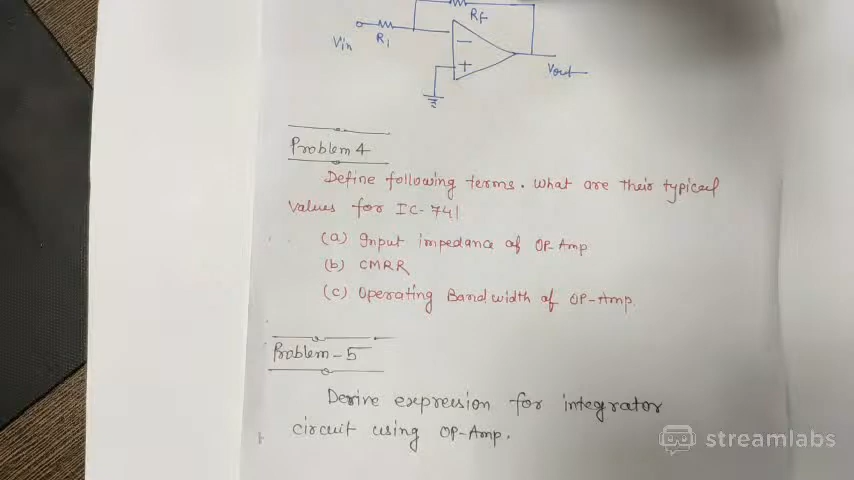 RF
R1
Vin
Vout
Problem 4
Define following terms. What are their typical
values for IC-741
(a) Input impedance of OP-Amp
(b) CMRR
(c) Operating Bandwidth of OP-Amp.
Problem-5
Derive expression for integrator
circuit using OP-Amp.
streamlabs